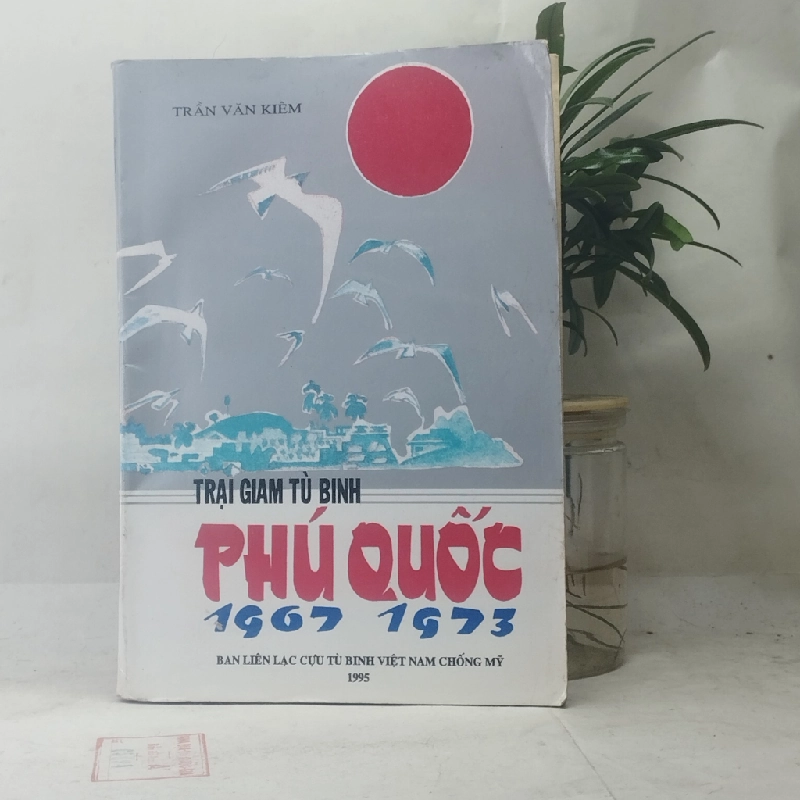 TRẦN VĂN KIÊM
TRẠI GIAM TÙ BINH
PHÚ QUỐC
1967 1973
BAN LIÊN LẠC CỰU TÙ BINH VIỆT NAM CHỐNG MỸ
1995